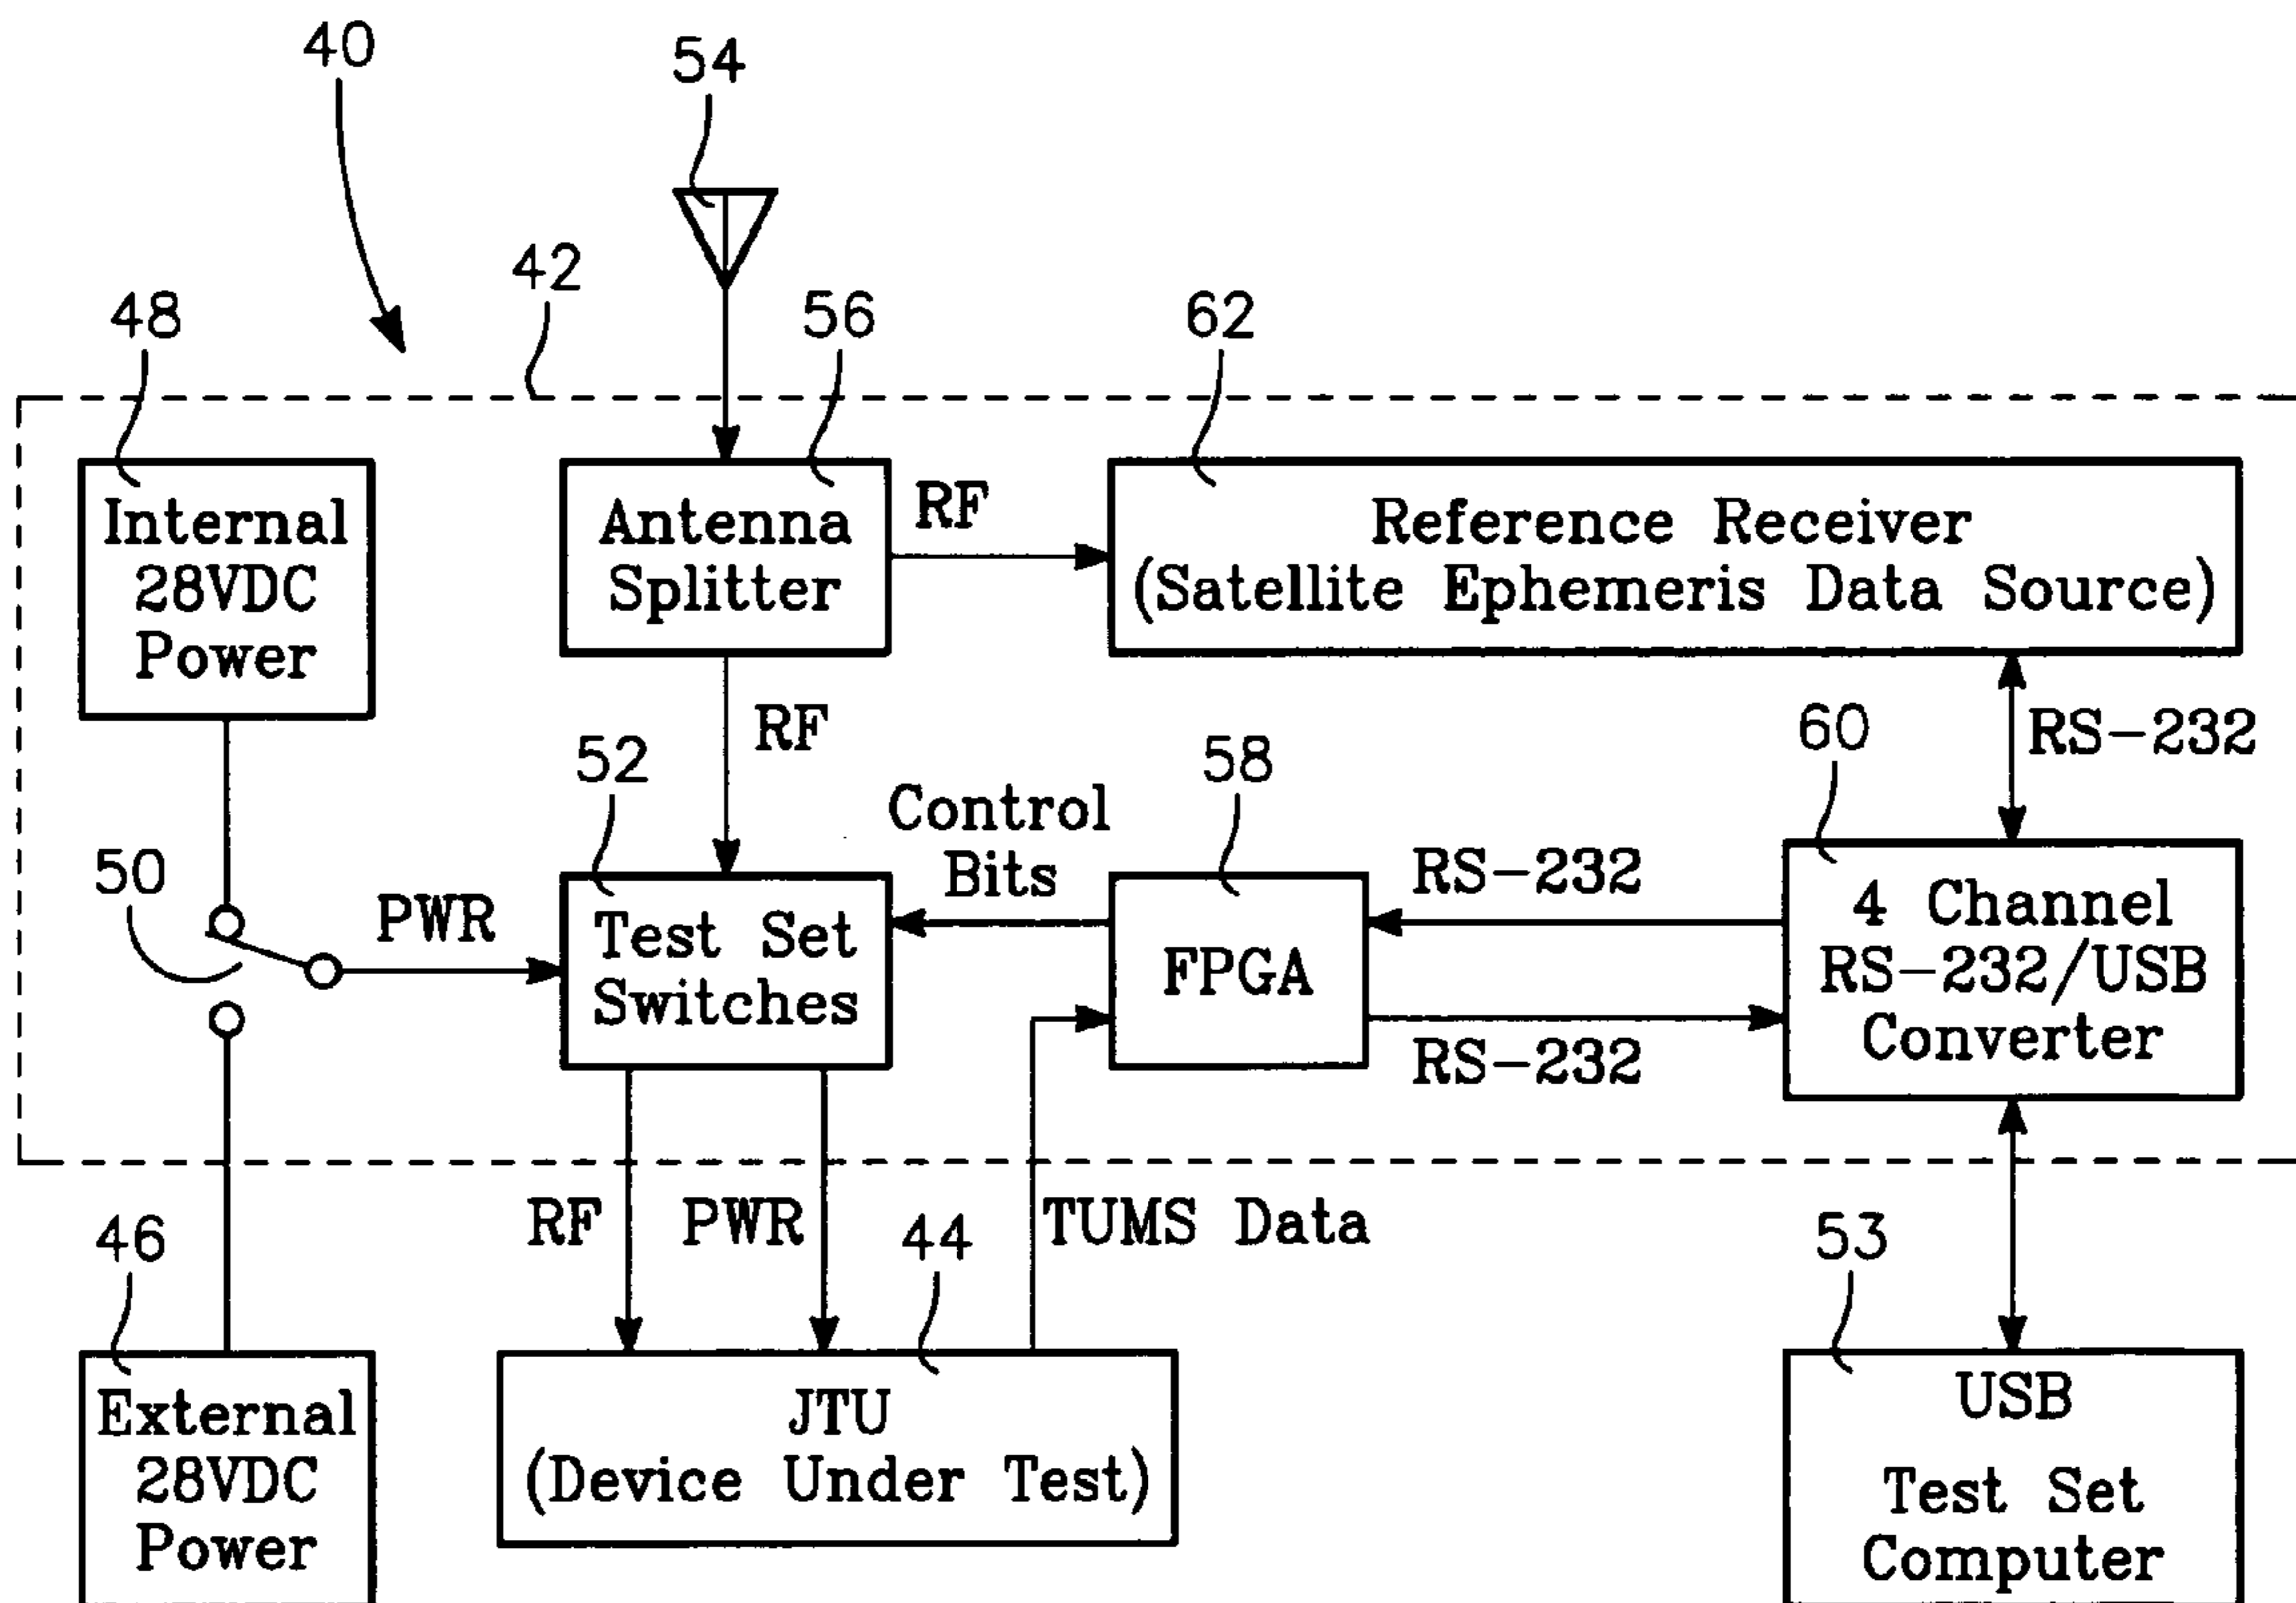 40
54
42
48
56
62
Internal
28VDC
Power
Antenna
Splitter
RF
Reference Receiver
(Satellite Ephemeris Data Source)
RF
52
Control
Bits
58
60
RS-232
50
PWR
Test Set
Switches
FPGA
RS-232
RS-232
4 Channel
RS-232/USB
Converter
RF
PWR
44
TUMS Data
46
53
External
28VDC
Power
JTU
(Device Under Test)
USB
Test Set
Computer